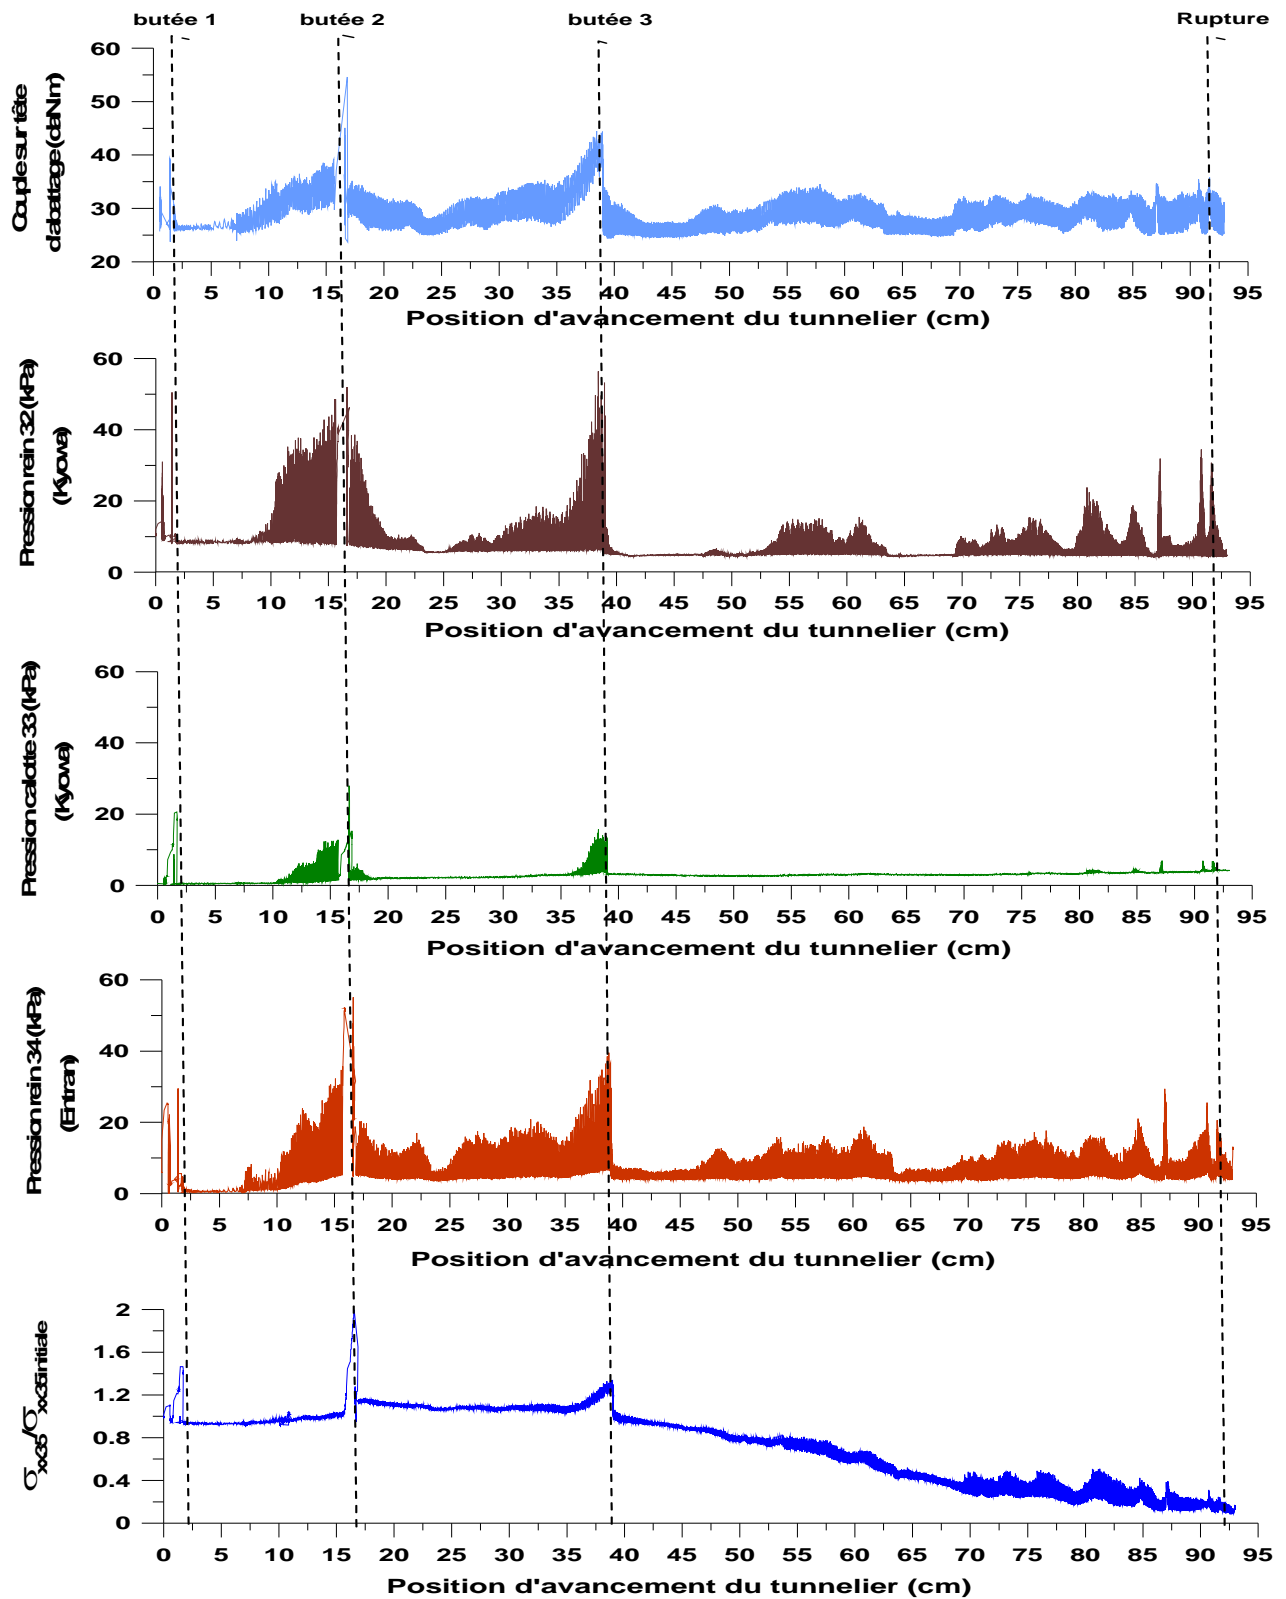 butée 1 butée 2 butée 3 Rupture
Couple sur tête
d'abattage (daNm)
60
50
40
30
20
0 5 10 15 20 25 30 35 40 45 50 55 60 65 70 75 80 85 90 95
Position d'avancement du tunnelier (cm)
Pression rein 32 (kPa)
(Kyowa)
60
40
20
0
0 5 10 15 20 25 30 35 40 45 50 55 60 65 70 75 80 85 90 95
Position d'avancement du tunnelier (cm)
Pression calotte 33 (kPa)
(Kyowa)
60
40
20
0
0 5 10 15 20 25 30 35 40 45 50 55 60 65 70 75 80 85 90 95
Position d'avancement du tunnelier (cm)
Pression rein 34 (kPa)
(Entran)
60
40
20
0
0 5 10 15 20 25 30 35 40 45 50 55 60 65 70 75 80 85 90 95
Position d'avancement du tunnelier (cm)
σxx35/σxx35initiale
2
1.6
1.2
0.8
0.4
0
0 5 10 15 20 25 30 35 40 45 50 55 60 65 70 75 80 85 90 95
Position d'avancement du tunnelier (cm)